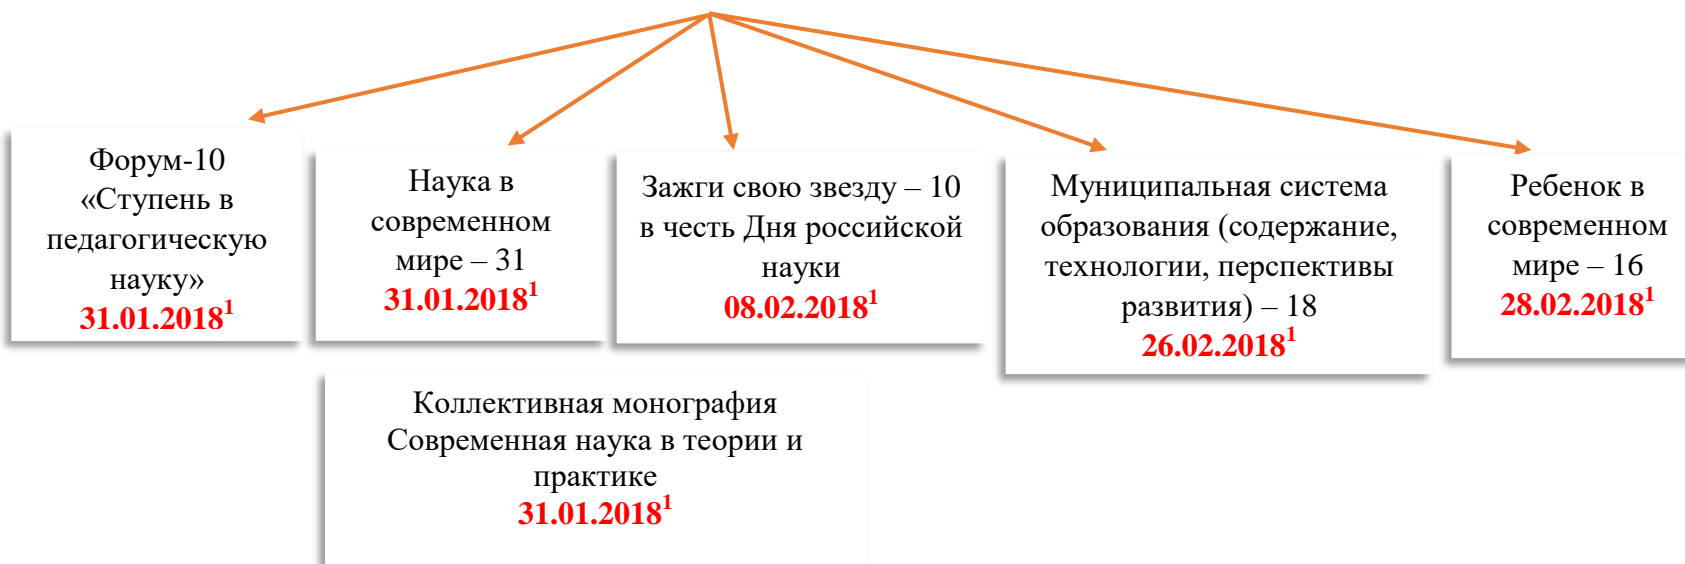 Форум-10
«Ступень в
педагогическую
науку»
31.01.2018¹
Наука в
современном
мире – 31
31.01.2018¹
Зажги свою звезду – 10
в честь Дня российской
науки
08.02.2018¹
Муниципальная система
образования (содержание,
технологии, перспективы
развития) – 18
26.02.2018¹
Ребенок в
современном
мире – 16
28.02.2018¹
Коллективная монография
Современная наука в теории и
практике
31.01.2018¹